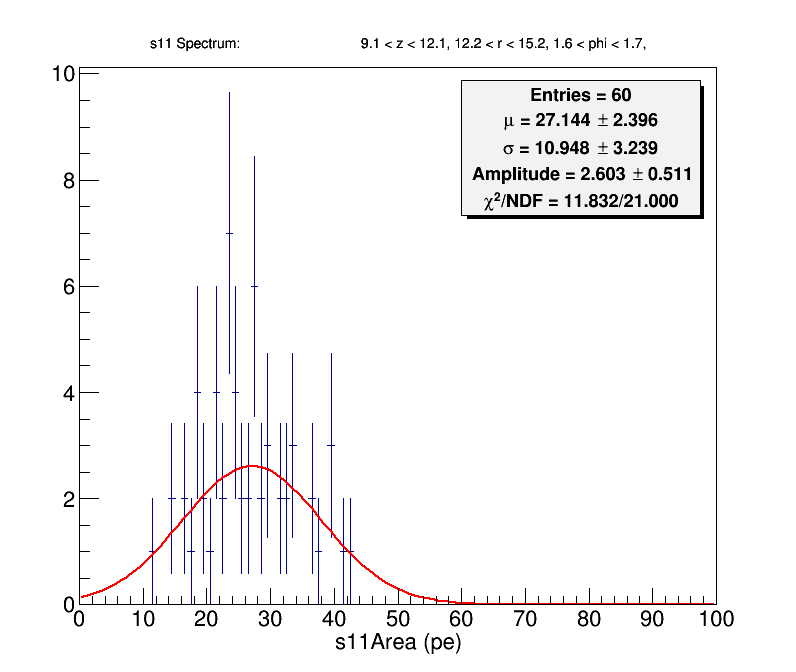 s11 Spectrum: 9.1 < z < 12.1, 12.2 < r < 15.2, 1.6 < phi < 1.7,
Entries = 60
μ = 27.144 ± 2.396
σ = 10.948 ± 3.239
Amplitude = 2.603 ± 0.511
χ²/NDF = 11.832/21.000
10
8
6
4
2
0
0 10 20 30 40 50 60 70 80 90 100
s11Area (pe)